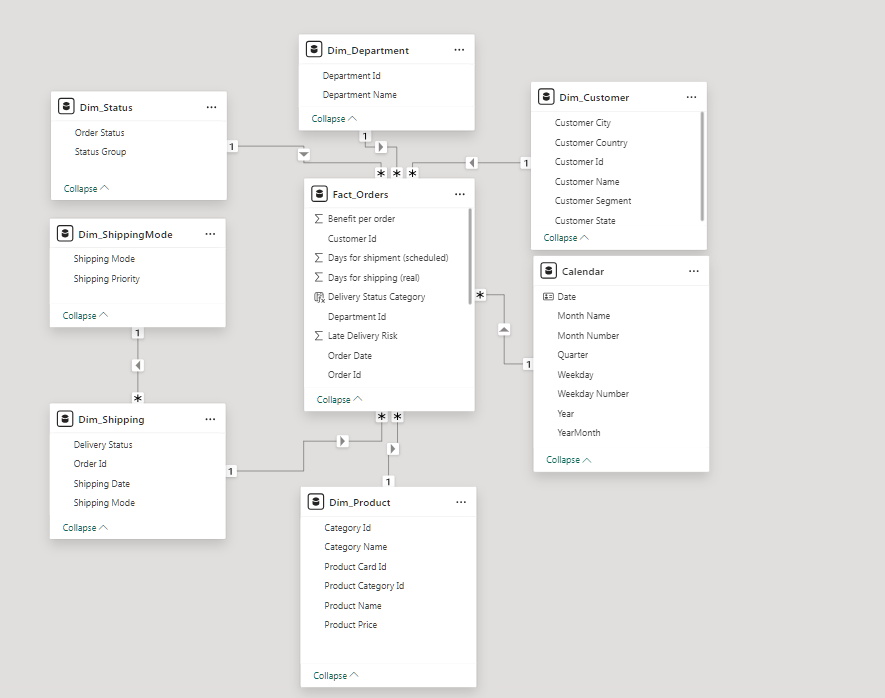 Dim_Department
Department Id
Department Name
Collapse
1
Dim_Status
Order Status
Status Group
Collapse
1
Dim_Customer
Customer City
Customer Country
Customer Id
Customer Name
Customer Segment
Customer State
Collapse
1
Dim_ShippingMode
Shipping Mode
Shipping Priority
Collapse
1
*
* * *
Fact_Orders
Benefit per order
Customer Id
Days for shipment (scheduled)
Days for shipping (real)
Delivery Status Category
Department Id
Late Delivery Risk
Order Date
Order Id
Collapse
*
* *
Calendar
Date
Month Name
Month Number
Quarter
Weekday
Weekday Number
Year
YearMonth
Collapse
1
Dim_Shipping
Delivery Status
Order Id
Shipping Date
Shipping Mode
Collapse
1
1
Dim_Product
Category Id
Category Name
Product Card Id
Product Category Id
Product Name
Product Price
Collapse